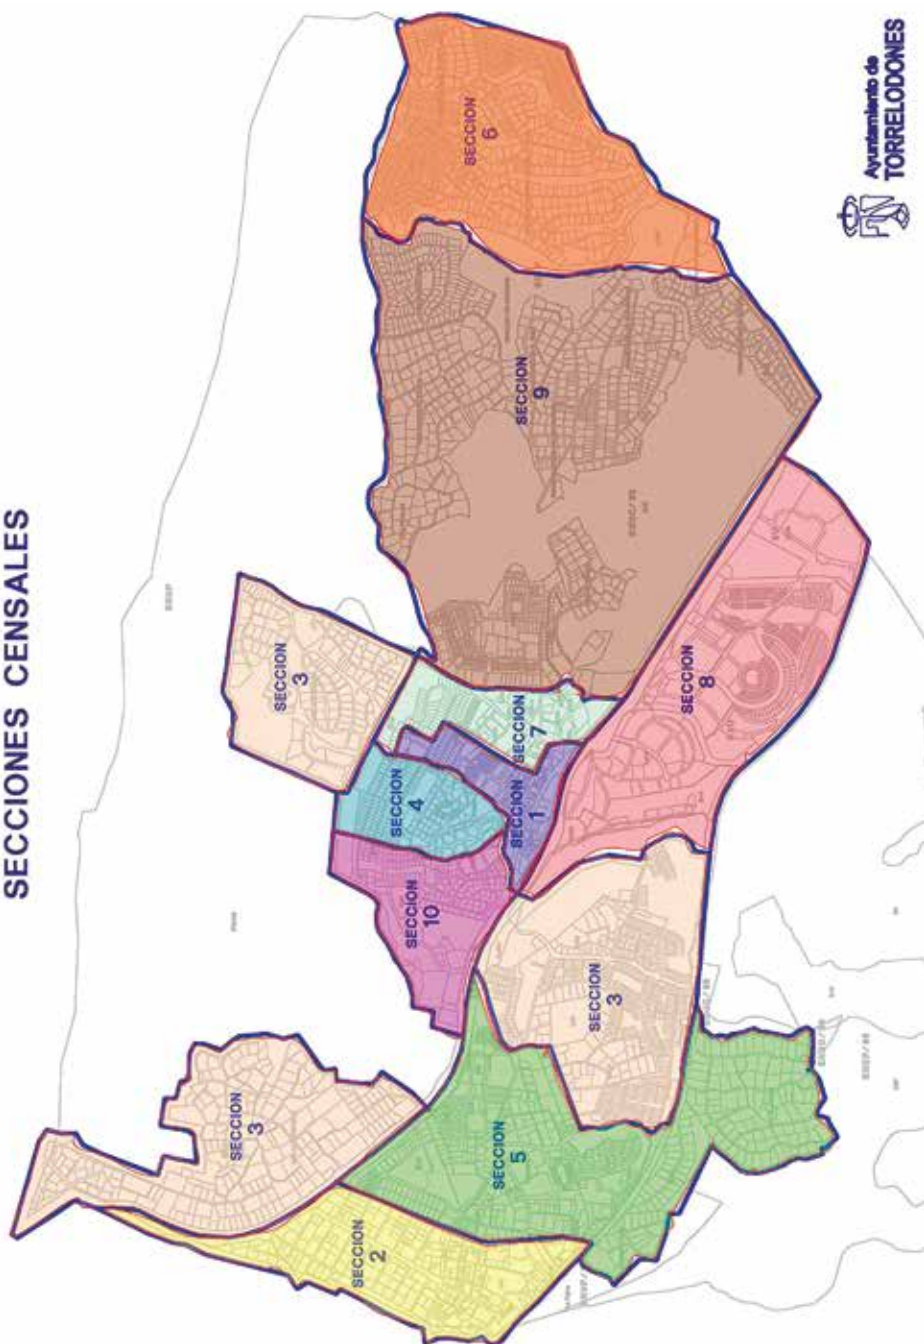 SECCIONES CENSALES
SECCION
2
SECCION
3
SECCION
5
SECCION
10
SECCION
3
SECCION
4
SECCION
1
SECCION
7
SECCION
3
SECCION
8
SECCION
9
SECCION
6
Ayuntamiento de
TORRELODONES